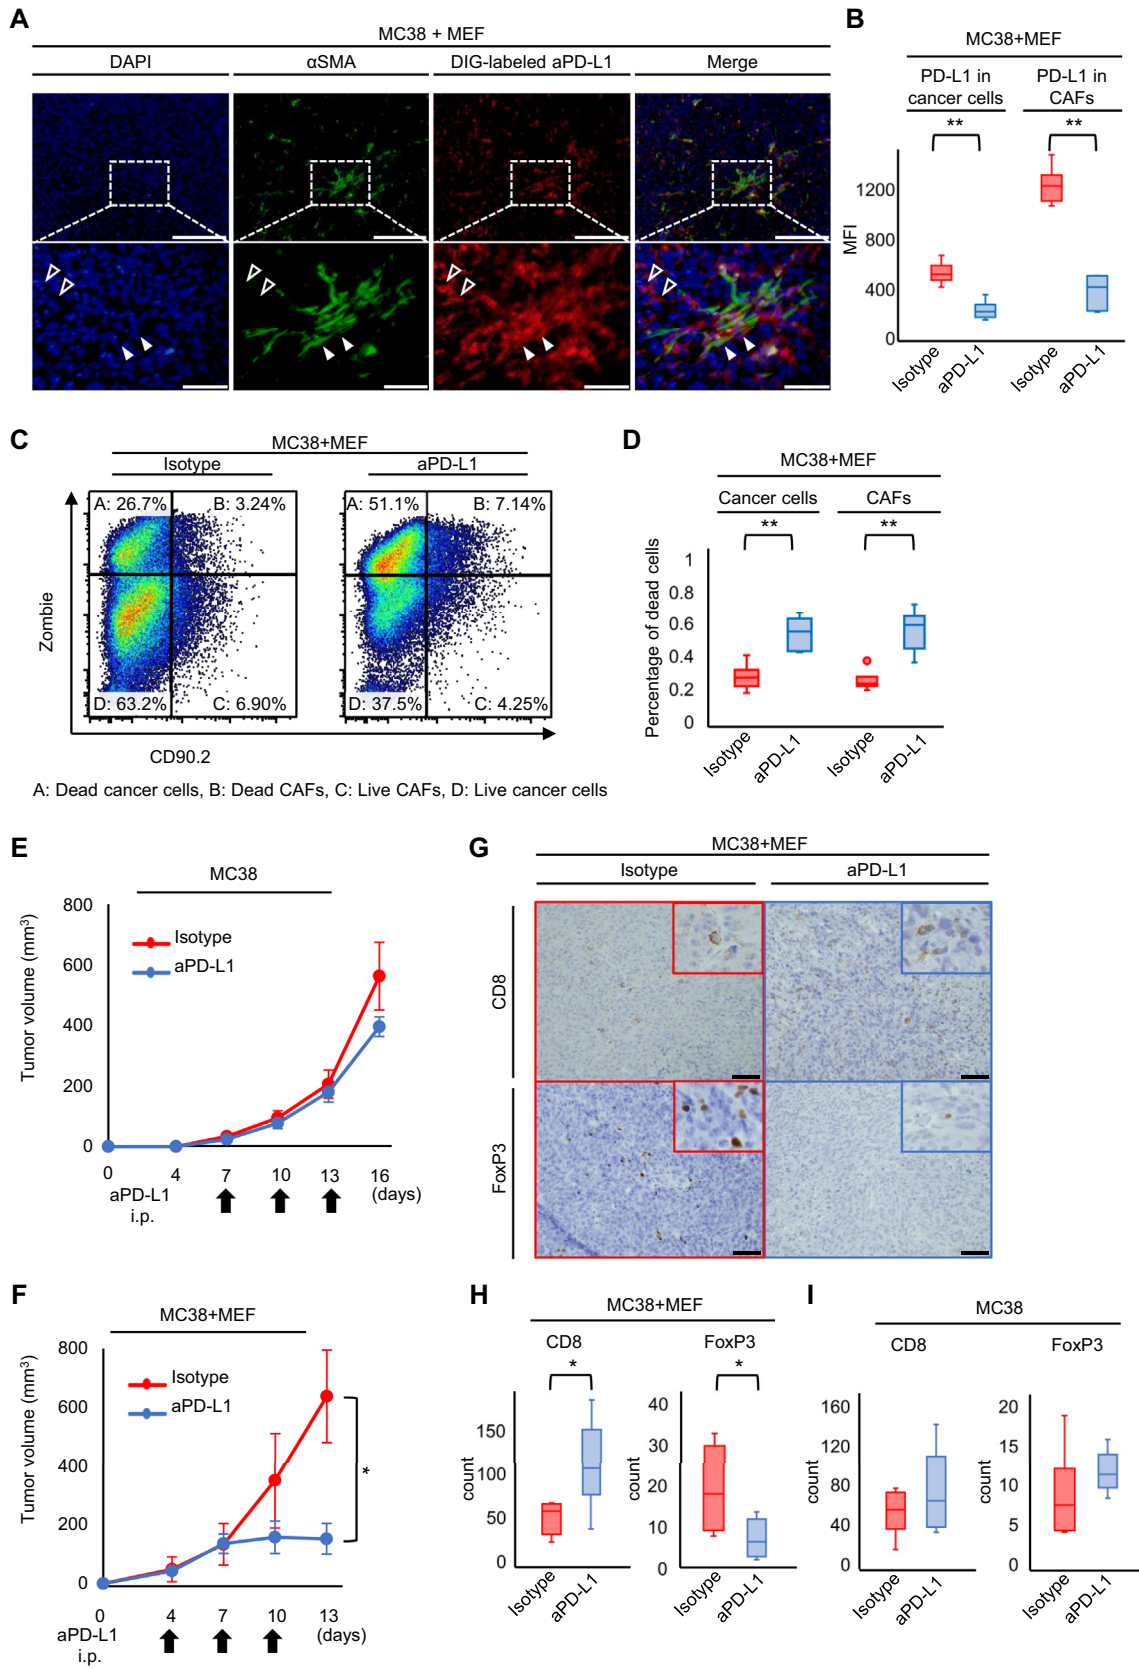 A
MC38 + MEF
DAPI
αSMA
DIG-labeled aPD-L1
Merge
B
MC38+MEF
PD-L1 in
cancer cells
PD-L1 in
CAFs
**
**
MFI
1200
800
400
0
Isotype
aPD-L1
Isotype
aPD-L1
C
MC38+MEF
Isotype
aPD-L1
A: 26.7%
B: 3.24%
D: 63.2%
C: 6.90%
A: 51.1%
B: 7.14%
D: 37.5%
C: 4.25%
Zombie
CD90.2
A: Dead cancer cells, B: Dead CAFs, C: Live CAFs, D: Live cancer cells
D
MC38+MEF
Cancer cells
CAFs
**
**
Percentage of dead cells
1
0.8
0.6
0.4
0.2
0
Isotype
aPD-L1
Isotype
aPD-L1
E
MC38
Tumor volume (mm³)
800
600
400
200
0
Isotype
aPD-L1
0
4
7
10
13
16
(days)
aPD-L1
i.p.
F
MC38+MEF
Tumor volume (mm³)
800
600
400
200
0
Isotype
aPD-L1
*
0
4
7
10
13
(days)
aPD-L1
i.p.
G
MC38+MEF
Isotype
aPD-L1
CD8
FoxP3
H
MC38+MEF
CD8
FoxP3
*
*
count
150
100
50
0
Isotype
aPD-L1
count
40
30
20
10
0
Isotype
aPD-L1
I
MC38
CD8
FoxP3
count
160
120
80
40
0
Isotype
aPD-L1
count
20
15
10
5
0
Isotype
aPD-L1